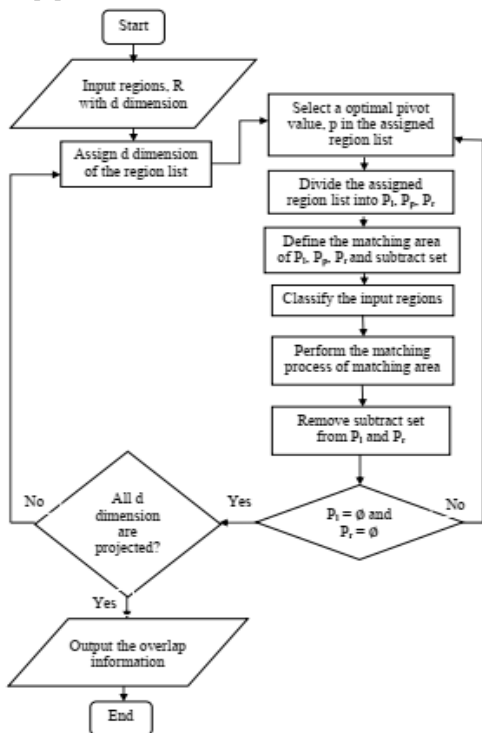 Start
Input regions, R
with d dimension
Assign d dimension
of the region list
Select a optimal pivot
value, p in the assigned
region list
Divide the assigned
region list into Pl, Pp, Pr
Define the matching area
of Pl, Pp, Pr and subtract set
Classify the input regions
Perform the matching
process of matching area
Remove subtract set
from Pl and Pr
Pl = ∅ and
Pr = ∅
No
Yes
All d
dimension
are
projected?
No
Yes
Output the overlap
information
End